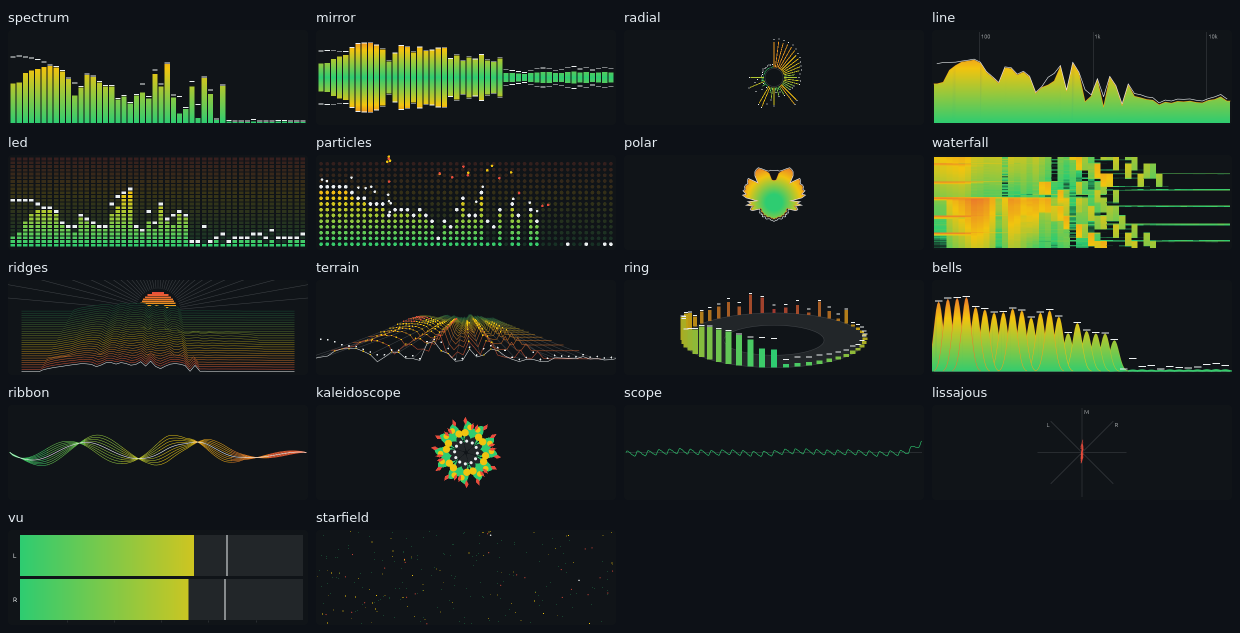 spectrum
mirror
radial
line
100
1k
10k
led
particles
polar
waterfall
ridges
terrain
ring
bells
ribbon
kaleidoscope
scope
lissajous
M
L
R
vu
starfield
L
R